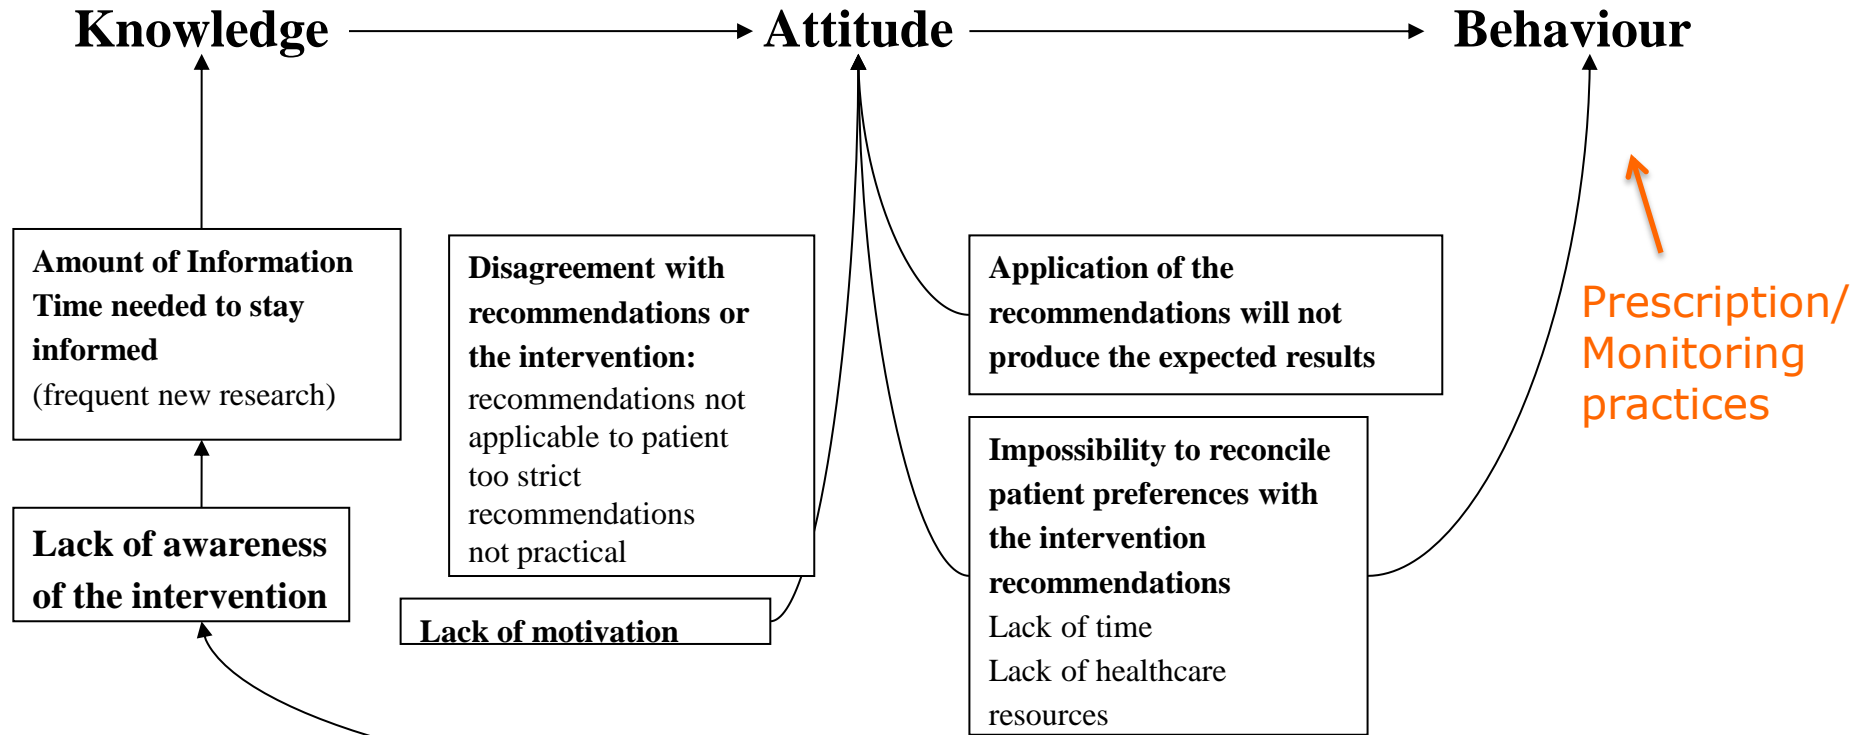 Knowledge
Attitude
Behaviour
Amount of Information
Time needed to stay
informed
(frequent new research)
Lack of awareness
of the intervention
Disagreement with
recommendations or
the intervention:
recommendations not
applicable to patient
too strict
recommendations
not practical
Lack of motivation
Application of the
recommendations will not
produce the expected results
Impossibility to reconcile
patient preferences with
the intervention
recommendations
Lack of time
Lack of healthcare
resources
Prescription/
Monitoring
practices